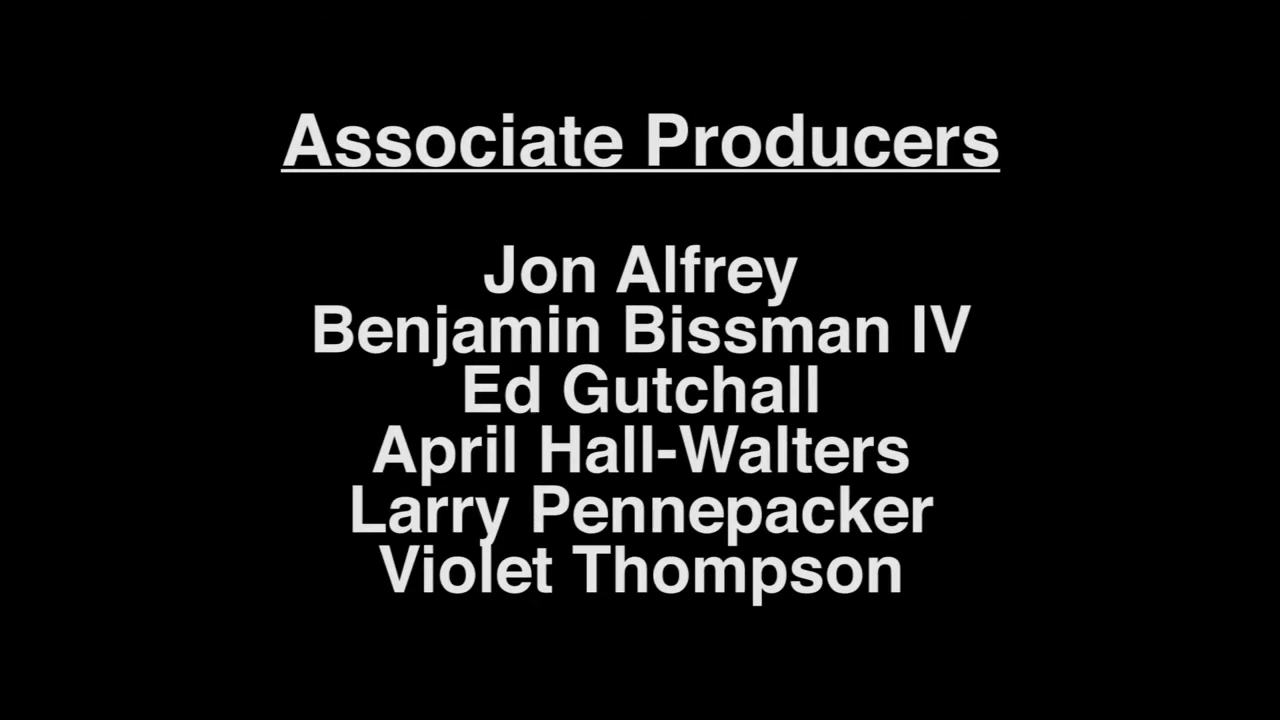 Associate Producers
Jon Alfrey
Benjamin Bissman IV
Ed Gutchall
April Hall-Walters
Larry Pennepacker
Violet Thompson